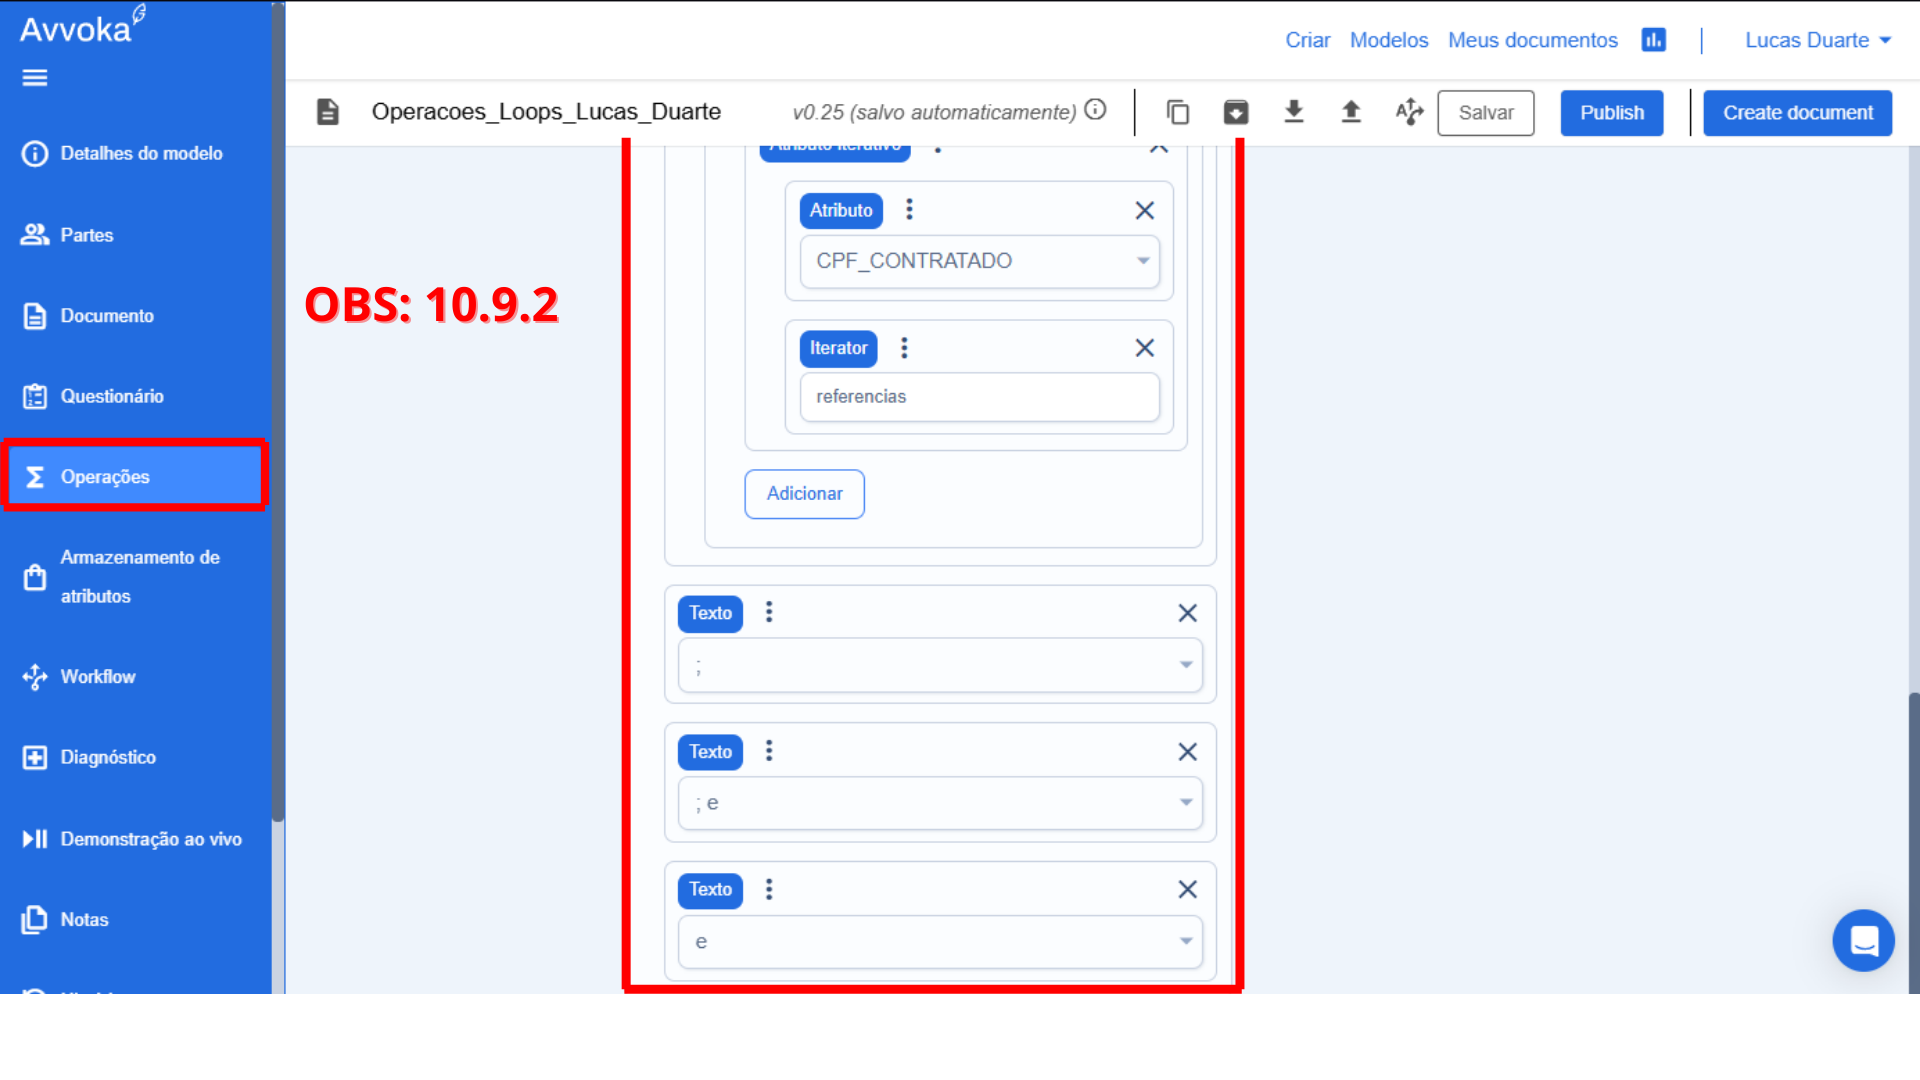 Avvoka
Criar Modelos Meus documentos Lucas Duarte
Operacoes_Loops_Lucas_Duarte v0.25 (salvo automaticamente) Salvar Publish Create document
Detalhes do modelo
Partes
Documento
Questionário
Operações
Armazenamento de
atributos
Workflow
Diagnóstico
Demonstração ao vivo
Notas
OBS: 10.9.2
Atributo iterativo
Atributo
CPF_CONTRATADO
Iterator
referencias
Adicionar
Texto
;
Texto
; e
Texto
e